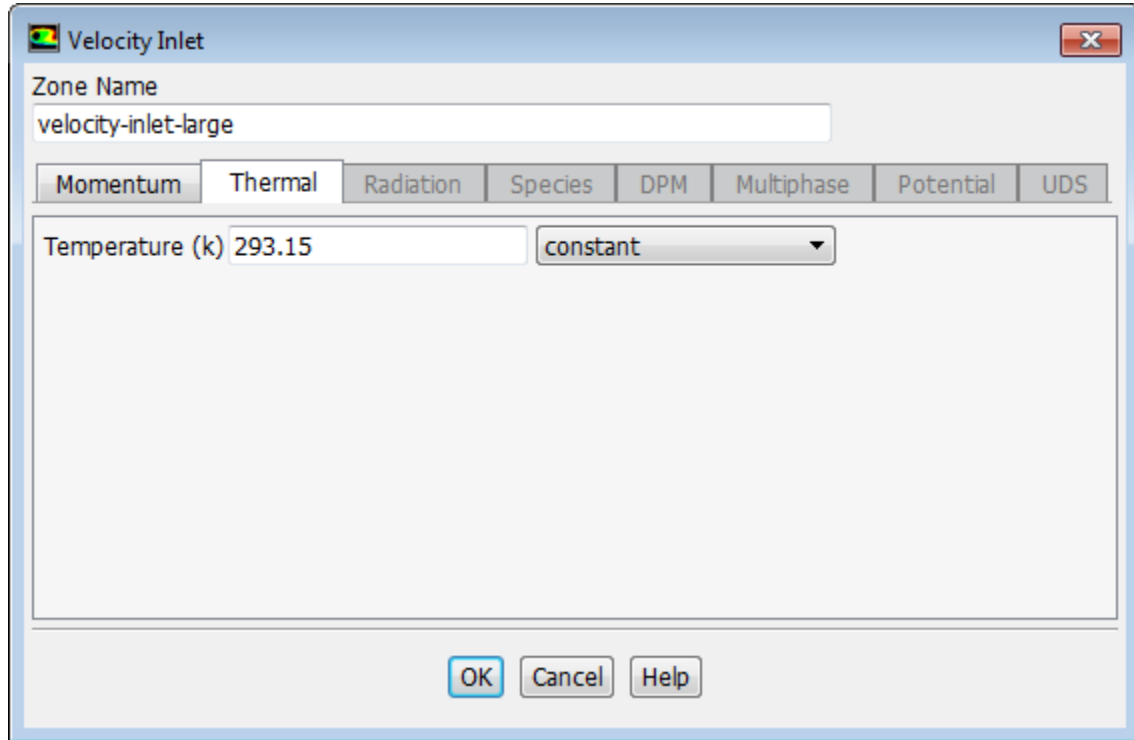 Velocity Inlet
Zone Name
velocity-inlet-large
Momentum Thermal Radiation Species DPM Multiphase Potential UDS
Temperature (k) 293.15 constant
OK Cancel Help